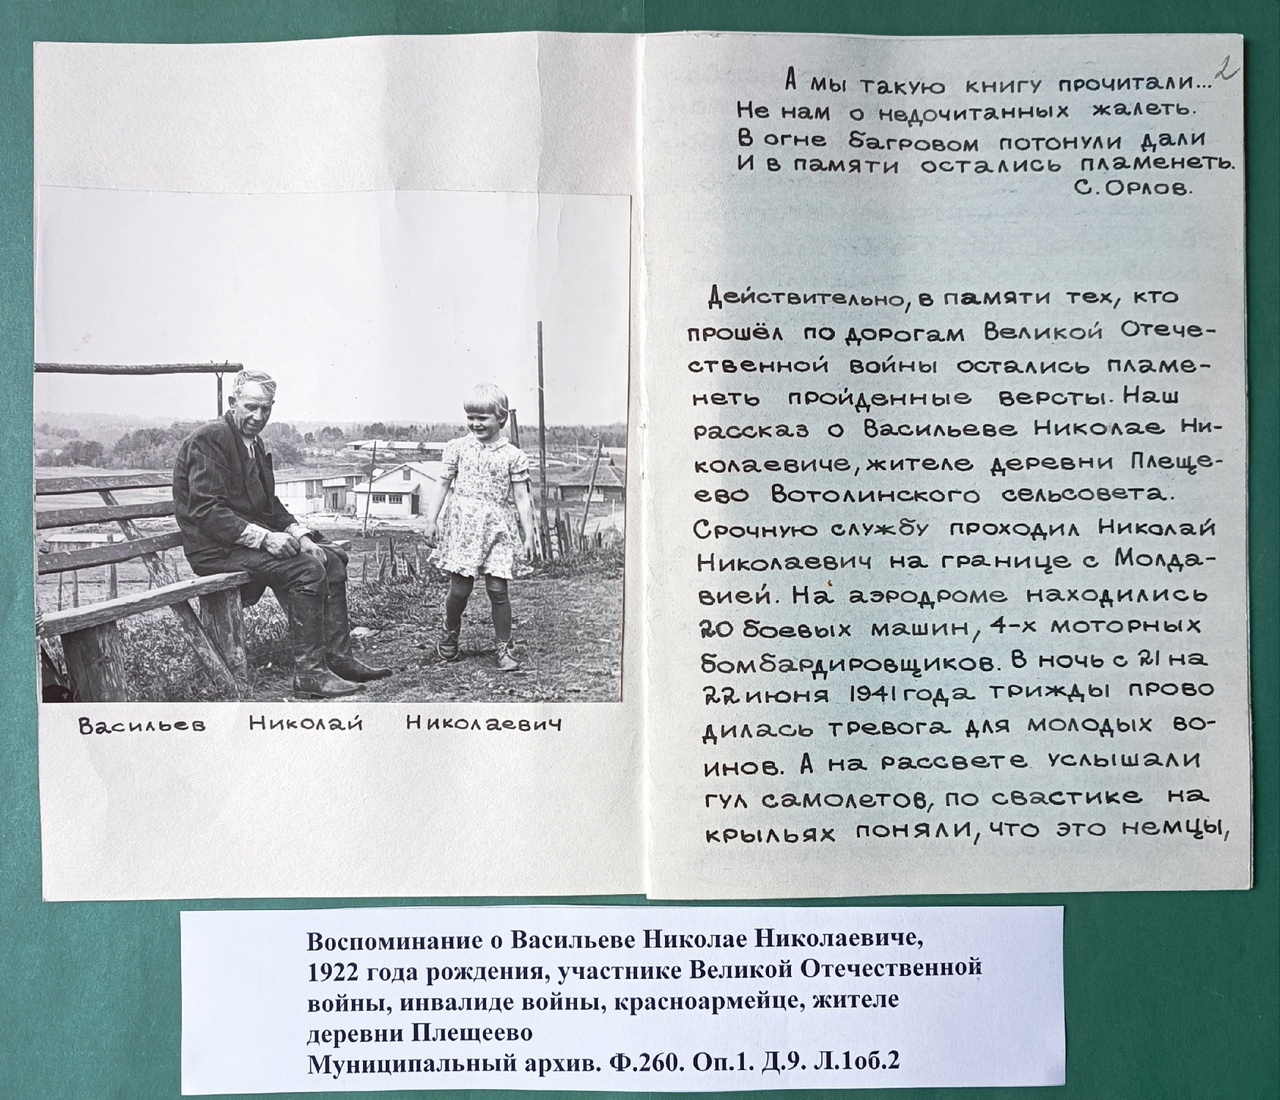 Васильев Николай Николаевич
2
А мы такую книгу прочитали...
Не нам о недочитанных жалеть.
В огне багровом потонули дали
И в памяти остались пламенеть.
С. Орлов.
Действительно, в памяти тех, кто
прошёл по дорогам Великой Отече-
ственной войны остались пламе-
неть пройденные версты. Наш
рассказ о Васильеве Николае Ни-
колаевиче, жителе деревни Плеще-
ево Вотолинского сельсовета.
Срочную службу проходил Николай
Николаевич на границе с Молда-
вией. На аэродроме находились
20 боевых машин, 4-х моторных
бомбардировщиков. В ночь с 21 на
22 июня 1941 года трижды прово
дилась тревога для молодых во-
инов. А на рассвете услышали
гул самолетов, по свастике на
крыльях поняли, что это немцы,
Воспоминание о Васильеве Николае Николаевиче,
1922 года рождения, участнике Великой Отечественной
войны, инвалиде войны, красноармейце, жителе
деревни Плещеево
Муниципальный архив. Ф.260. Оп.1. Д.9. Л.1об.2